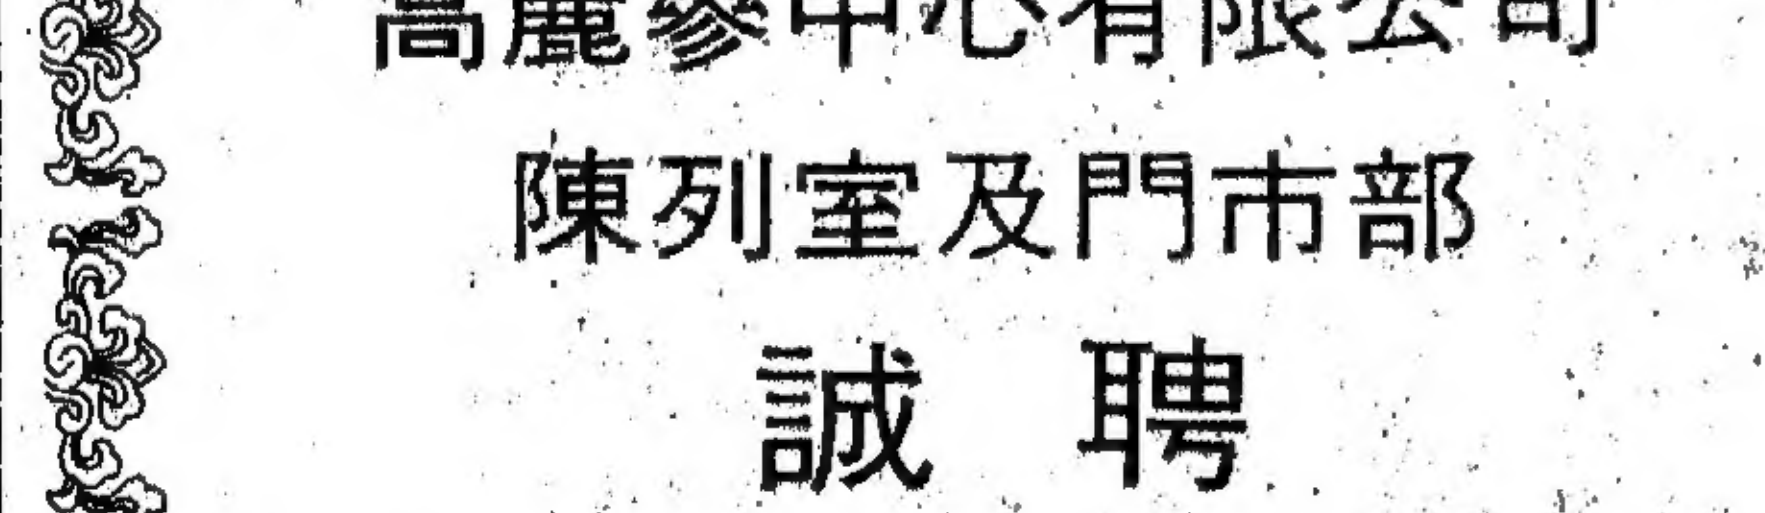 高麗參中心有限公司
陳列室及門市部
誠聘